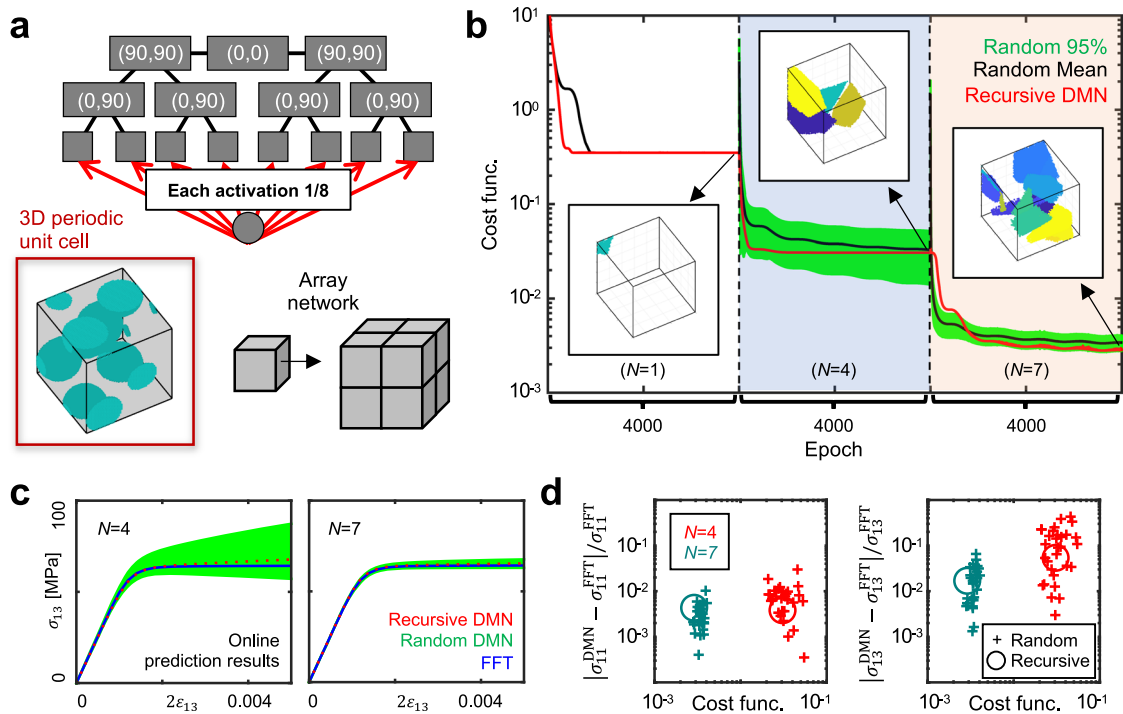 a
(90,90)
(0,0)
(90,90)
(0,90)
(0,90)
(0,90)
(0,90)
Each activation 1/8
3D periodic
unit cell
Array
network
b
Cost func.
10^1
10^0
10^-1
10^-2
10^-3
Random 95%
Random Mean
Recursive DMN
(N=1)
(N=4)
(N=7)
4000
4000
4000
Epoch
c
σ13 [MPa]
100
0
N=4
Online
prediction results
0
2ε13
0.004
N=7
Recursive DMN
Random DMN
FFT
0
2ε13
0.004
d
|σ11^DMN − σ11^FFT|/σ11^FFT
10^-1
10^-2
10^-3
N=4
N=7
10^-3
Cost func.
10^-1
|σ13^DMN − σ13^FFT|/σ13^FFT
10^-1
10^-2
10^-3
+ Random
Recursive
10^-3
Cost func.
10^-1